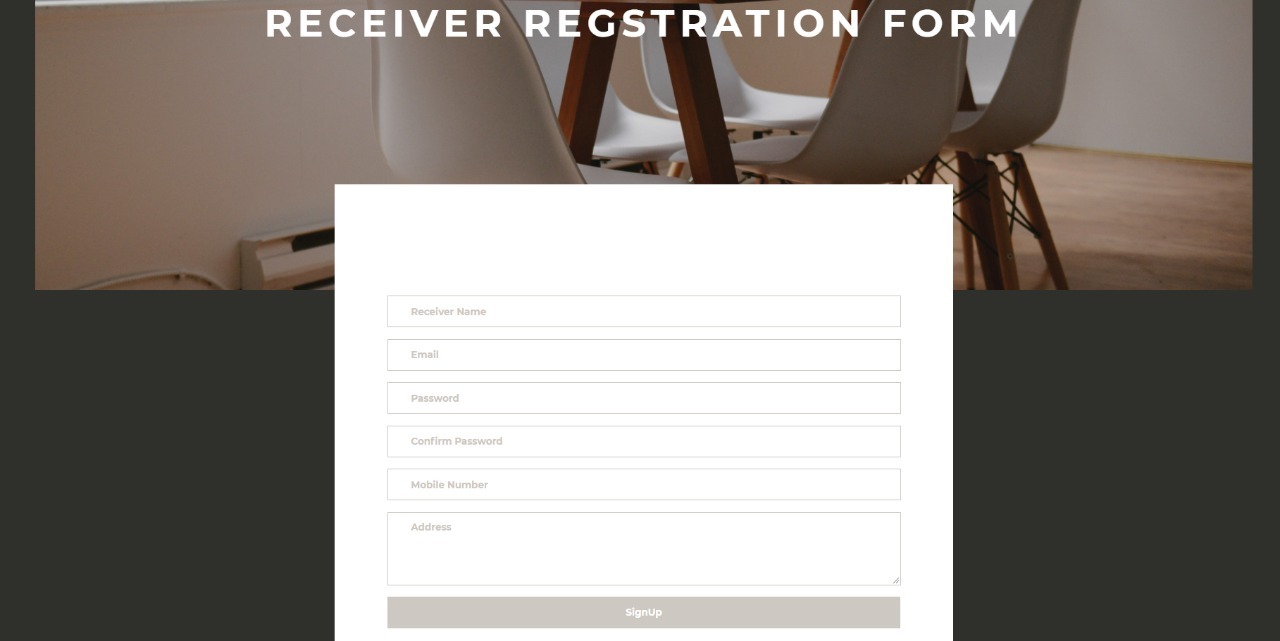 RECEIVER REGSTRATION FORM
Receiver Name
Email
Password
Confirm Password
Mobile Number
Address
SignUp